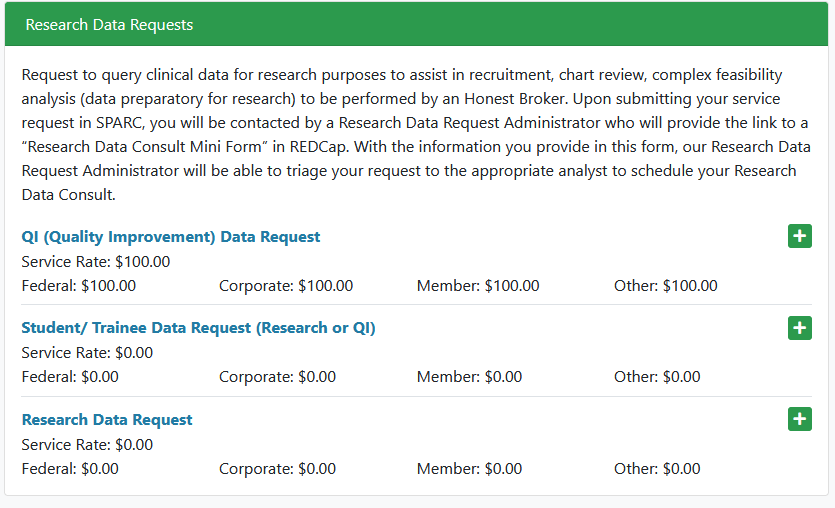 Research Data Requests
Request to query clinical data for research purposes to assist in recruitment, chart review, complex feasibility
analysis (data preparatory for research) to be performed by an Honest Broker. Upon submitting your service
request in SPARC, you will be contacted by a Research Data Request Administrator who will provide the link to a
“Research Data Consult Mini Form” in REDCap. With the information you provide in this form, our Research Data
Request Administrator will be able to triage your request to the appropriate analyst to schedule your Research
Data Consult.
QI (Quality Improvement) Data Request
Service Rate: $100.00
Federal: $100.00 Corporate: $100.00 Member: $100.00 Other: $100.00
Student/ Trainee Data Request (Research or QI)
Service Rate: $0.00
Federal: $0.00 Corporate: $0.00 Member: $0.00 Other: $0.00
Research Data Request
Service Rate: $0.00
Federal: $0.00 Corporate: $0.00 Member: $0.00 Other: $0.00